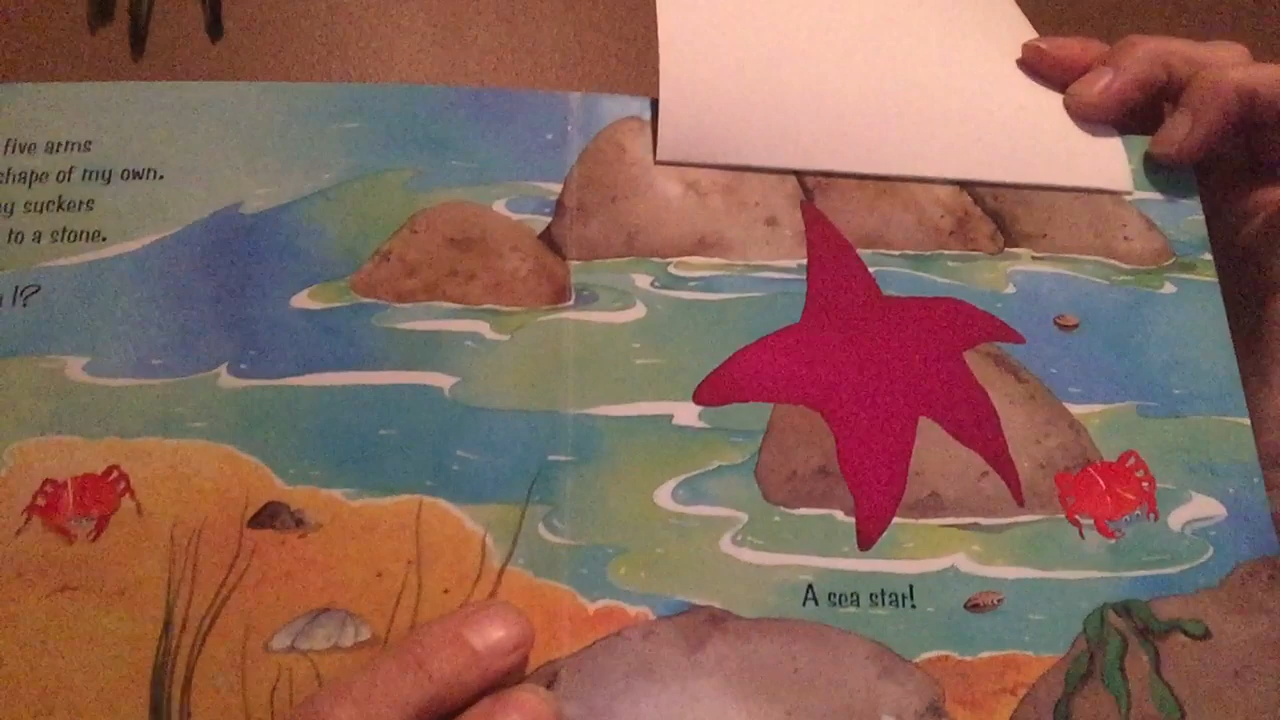 five arms
shape of my own.
suckers
to a stone.
I?
A sea star!